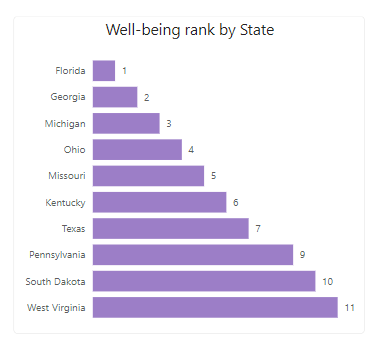 Well-being rank by State
Florida 1
Georgia 2
Michigan 3
Ohio 4
Missouri 5
Kentucky 6
Texas 7
Pennsylvania 9
South Dakota 10
West Virginia 11